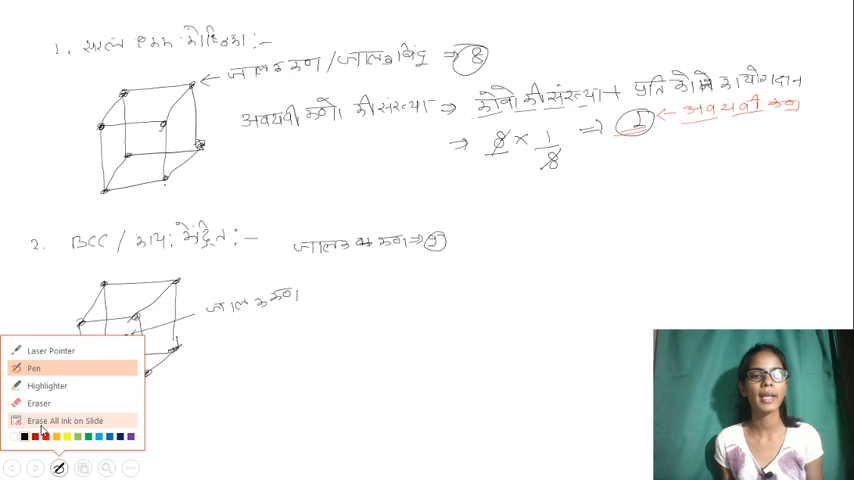 1. सरल घनीय कोष्ठिका :-
जालक कण / जालक बिंदु ⇒ 8
अवयवी कणों की संख्या ⇒ कोनों की संख्या × प्रति कोने का योगदान
⇒ 8 × 1/8 ⇒ 1 ← अवयवी कण
2. BCC / काय: केंद्रित :- जालक कण ⇒ 9
जालक कण
Laser Pointer
Pen
Highlighter
Eraser
Erase All Ink on Slide